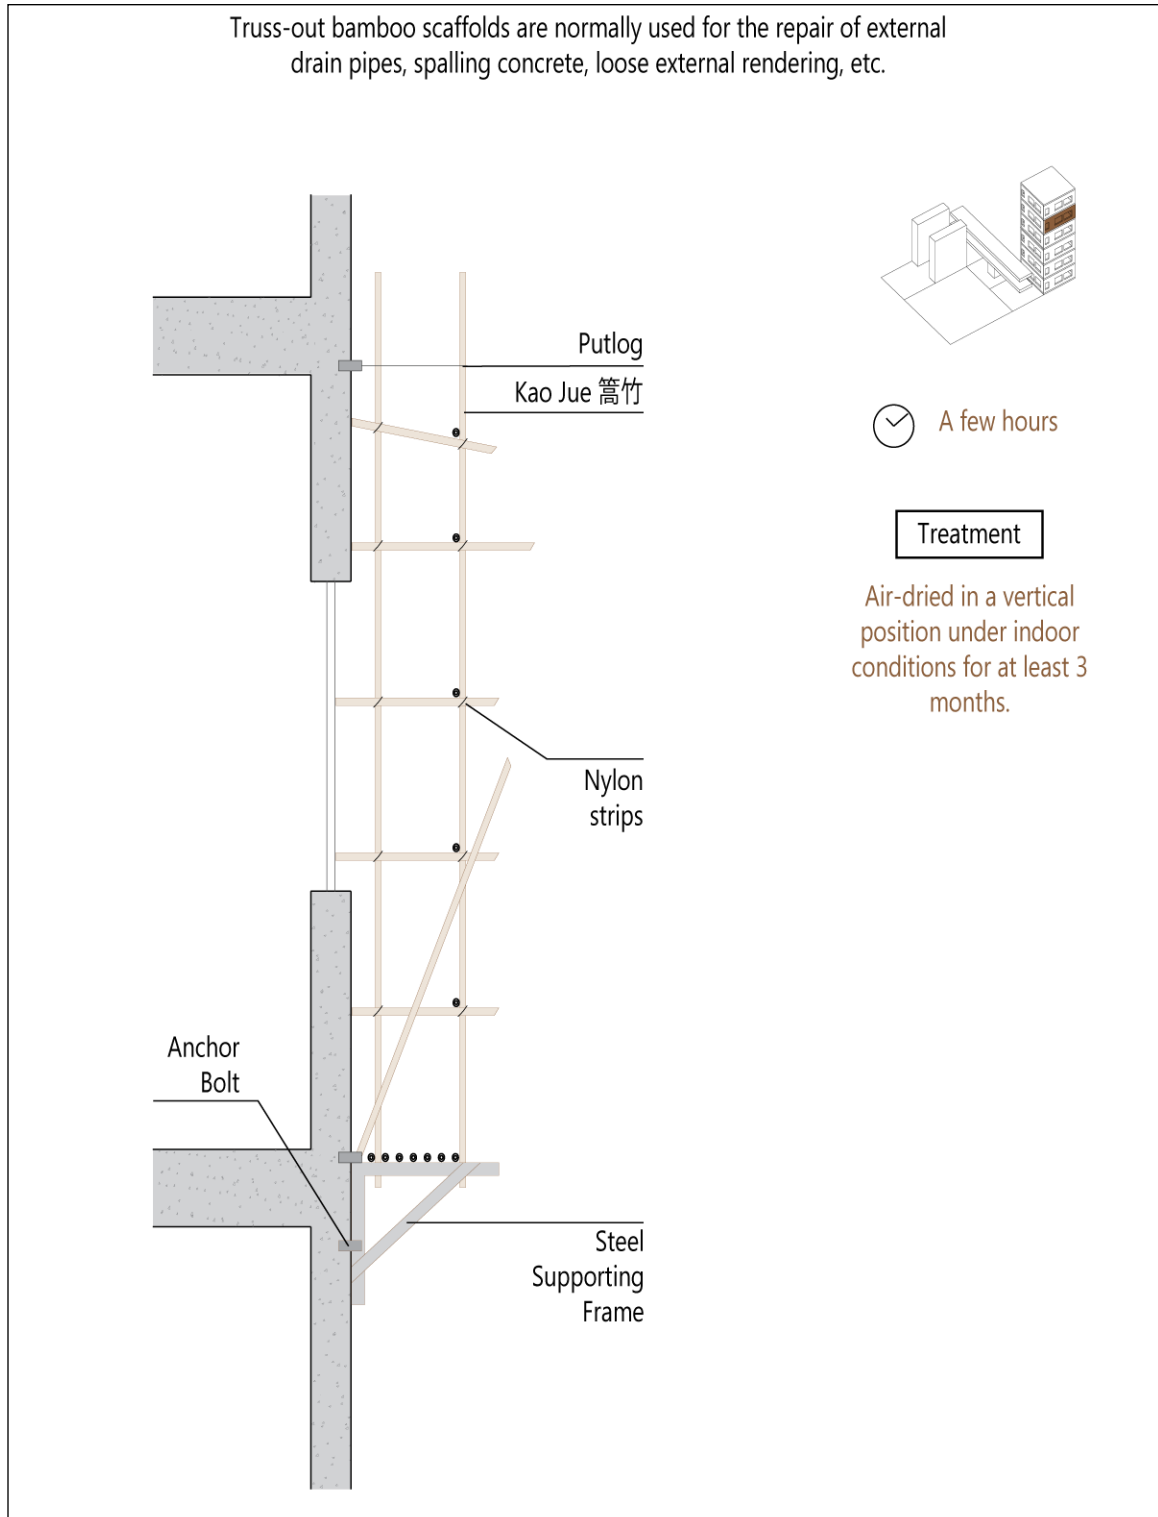 Truss-out bamboo scaffolds are normally used for the repair of external
drain pipes, spalling concrete, loose external rendering, etc.
Putlog
Kao Jue 篙竹
A few hours
Treatment
Air-dried in a vertical
position under indoor
conditions for at least 3
months.
Nylon
strips
Anchor
Bolt
Steel
Supporting
Frame